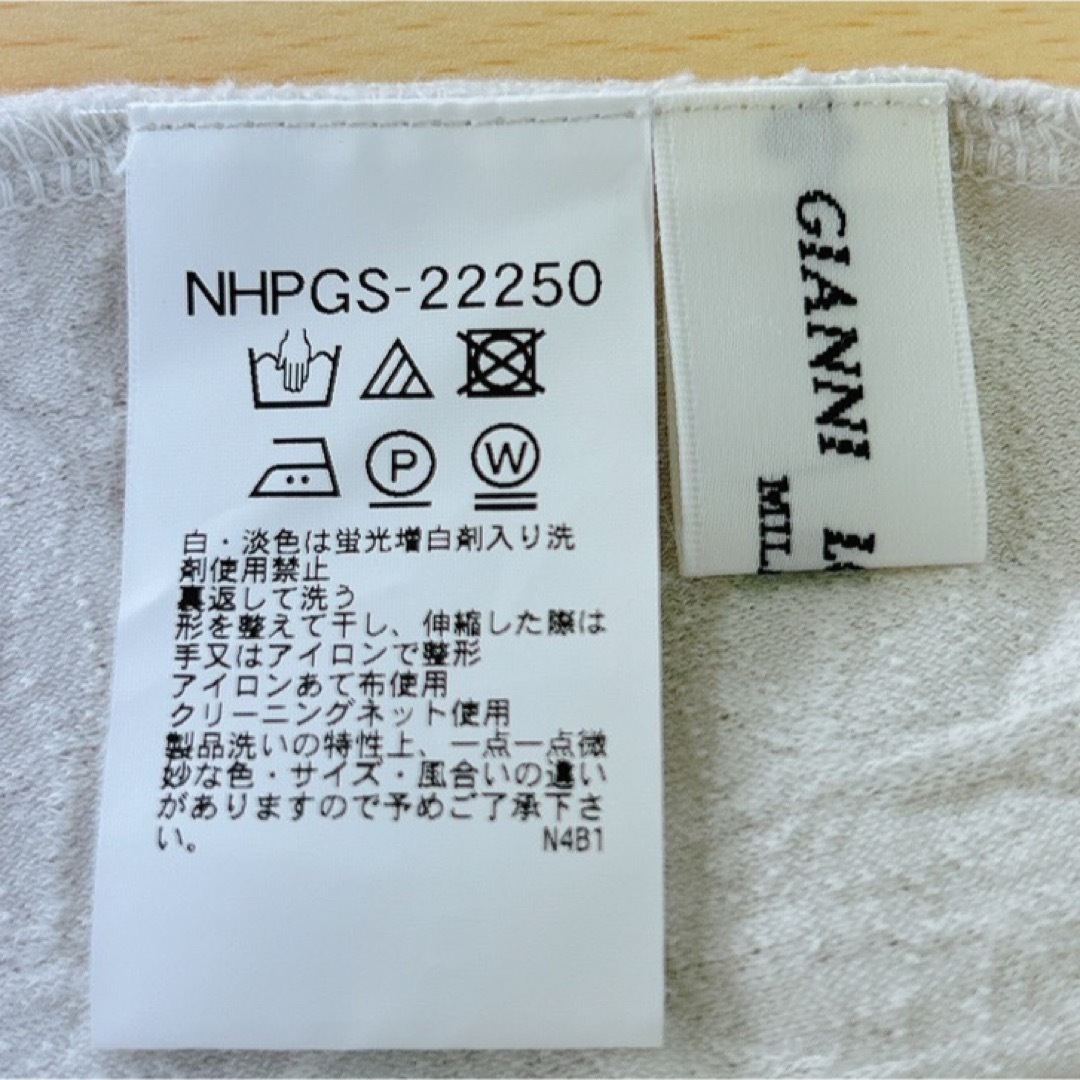 NHPGS-22250
P
W
白・淡色は蛍光増白剤入り洗
剤使用禁止
裏返して洗う
形を整えて干し、伸縮した際は
手又はアイロンで整形
アイロンあて布使用
クリーニングネット使用
製品洗いの特性上、一点一点微
妙な色・サイズ・風合いの違い
がありますので予めご了承下さ
い。 N4B1
GIANNI